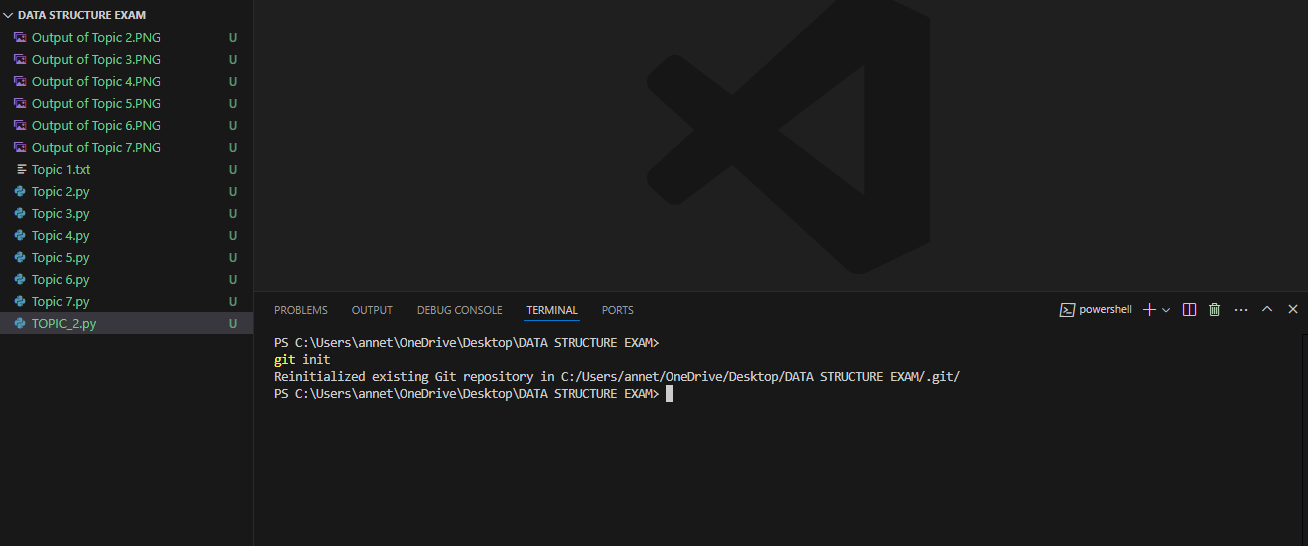 DATA STRUCTURE EXAM
Output of Topic 2.PNG U
Output of Topic 3.PNG U
Output of Topic 4.PNG U
Output of Topic 5.PNG U
Output of Topic 6.PNG U
Output of Topic 7.PNG U
Topic 1.txt U
Topic 2.py U
Topic 3.py U
Topic 4.py U
Topic 5.py U
Topic 6.py U
Topic 7.py U
TOPIC_2.py U
PROBLEMS OUTPUT DEBUG CONSOLE TERMINAL PORTS powershell
PS C:\Users\annet\OneDrive\Desktop\DATA STRUCTURE EXAM>
git init
Reinitialized existing Git repository in C:/Users/annet/OneDrive/Desktop/DATA STRUCTURE EXAM/.git/
PS C:\Users\annet\OneDrive\Desktop\DATA STRUCTURE EXAM>